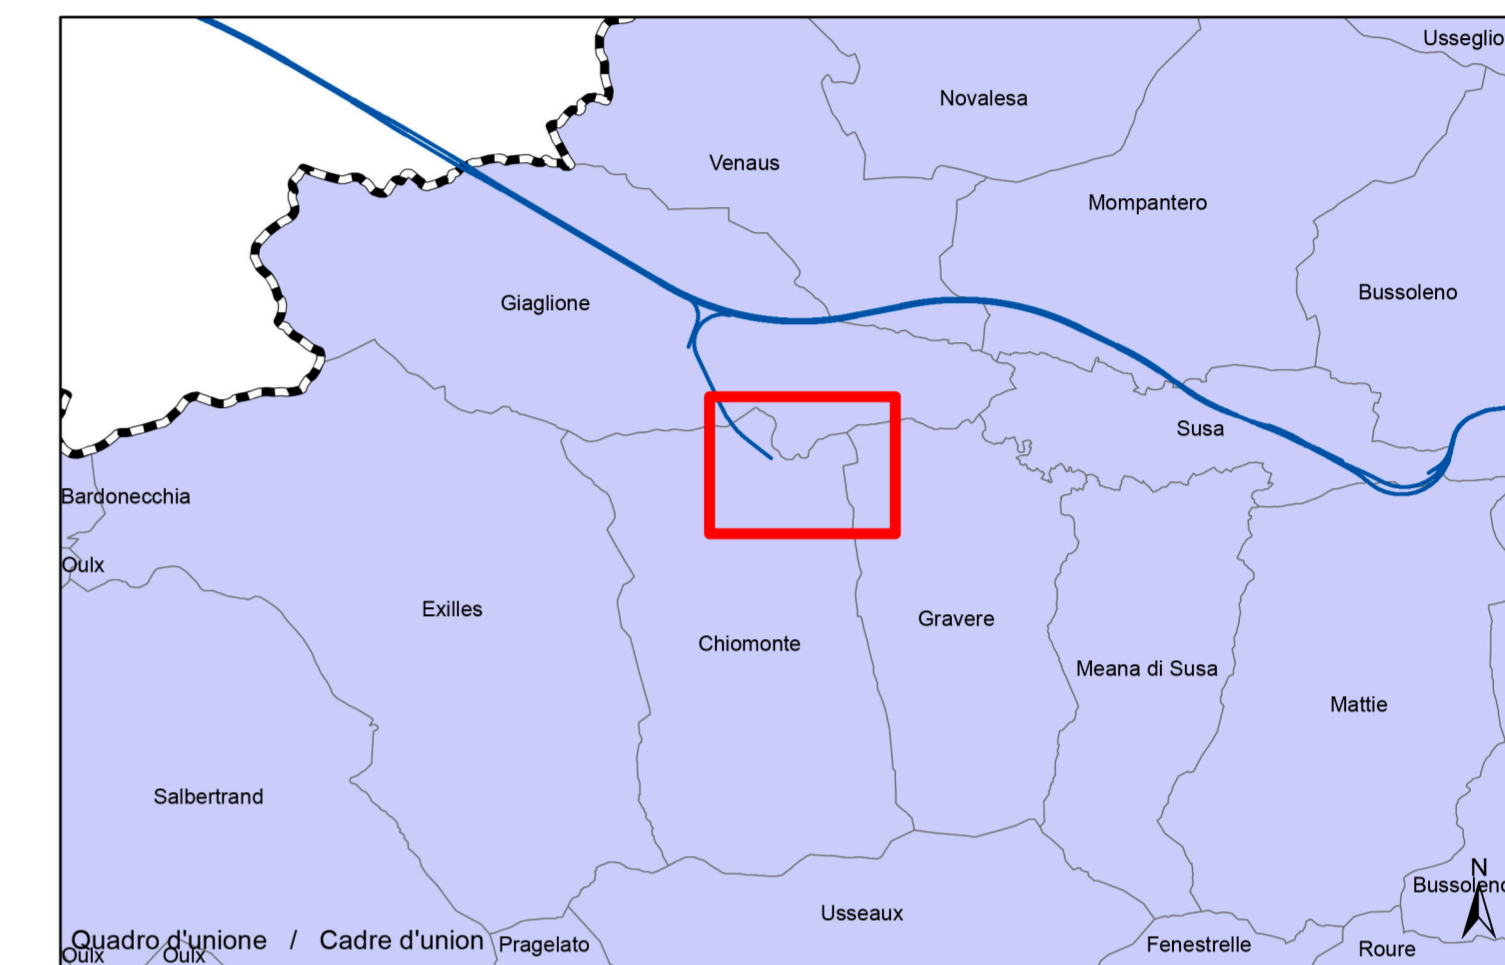 Usseglio
Novalesa
Venaus
Mompantero
Bussoleno
Giaglione
Susa
Bardonecchia
Oulx
Exilles
Chiomonte
Gravere
Meana di Susa
Mattie
Salbertrand
N
Bussoleno
Usseaux
Quadro d'unione / Cadre d'union
Pragelato
Fenestrelle
Roure
Oulx
Oulx